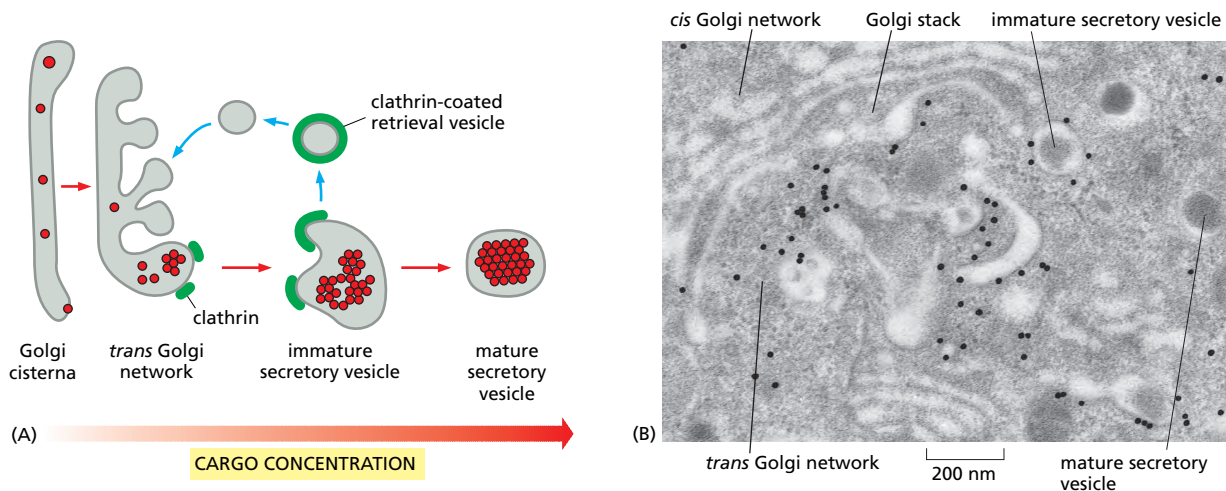 clathrin-coated
retrieval vesicle
clathrin
Golgi
cisterna
trans Golgi
network
immature
secretory vesicle
mature
secretory
vesicle
(A)
CARGO CONCENTRATION
cis Golgi network
Golgi stack
immature secretory vesicle
(B)
trans Golgi network
200 nm
mature secretory
vesicle